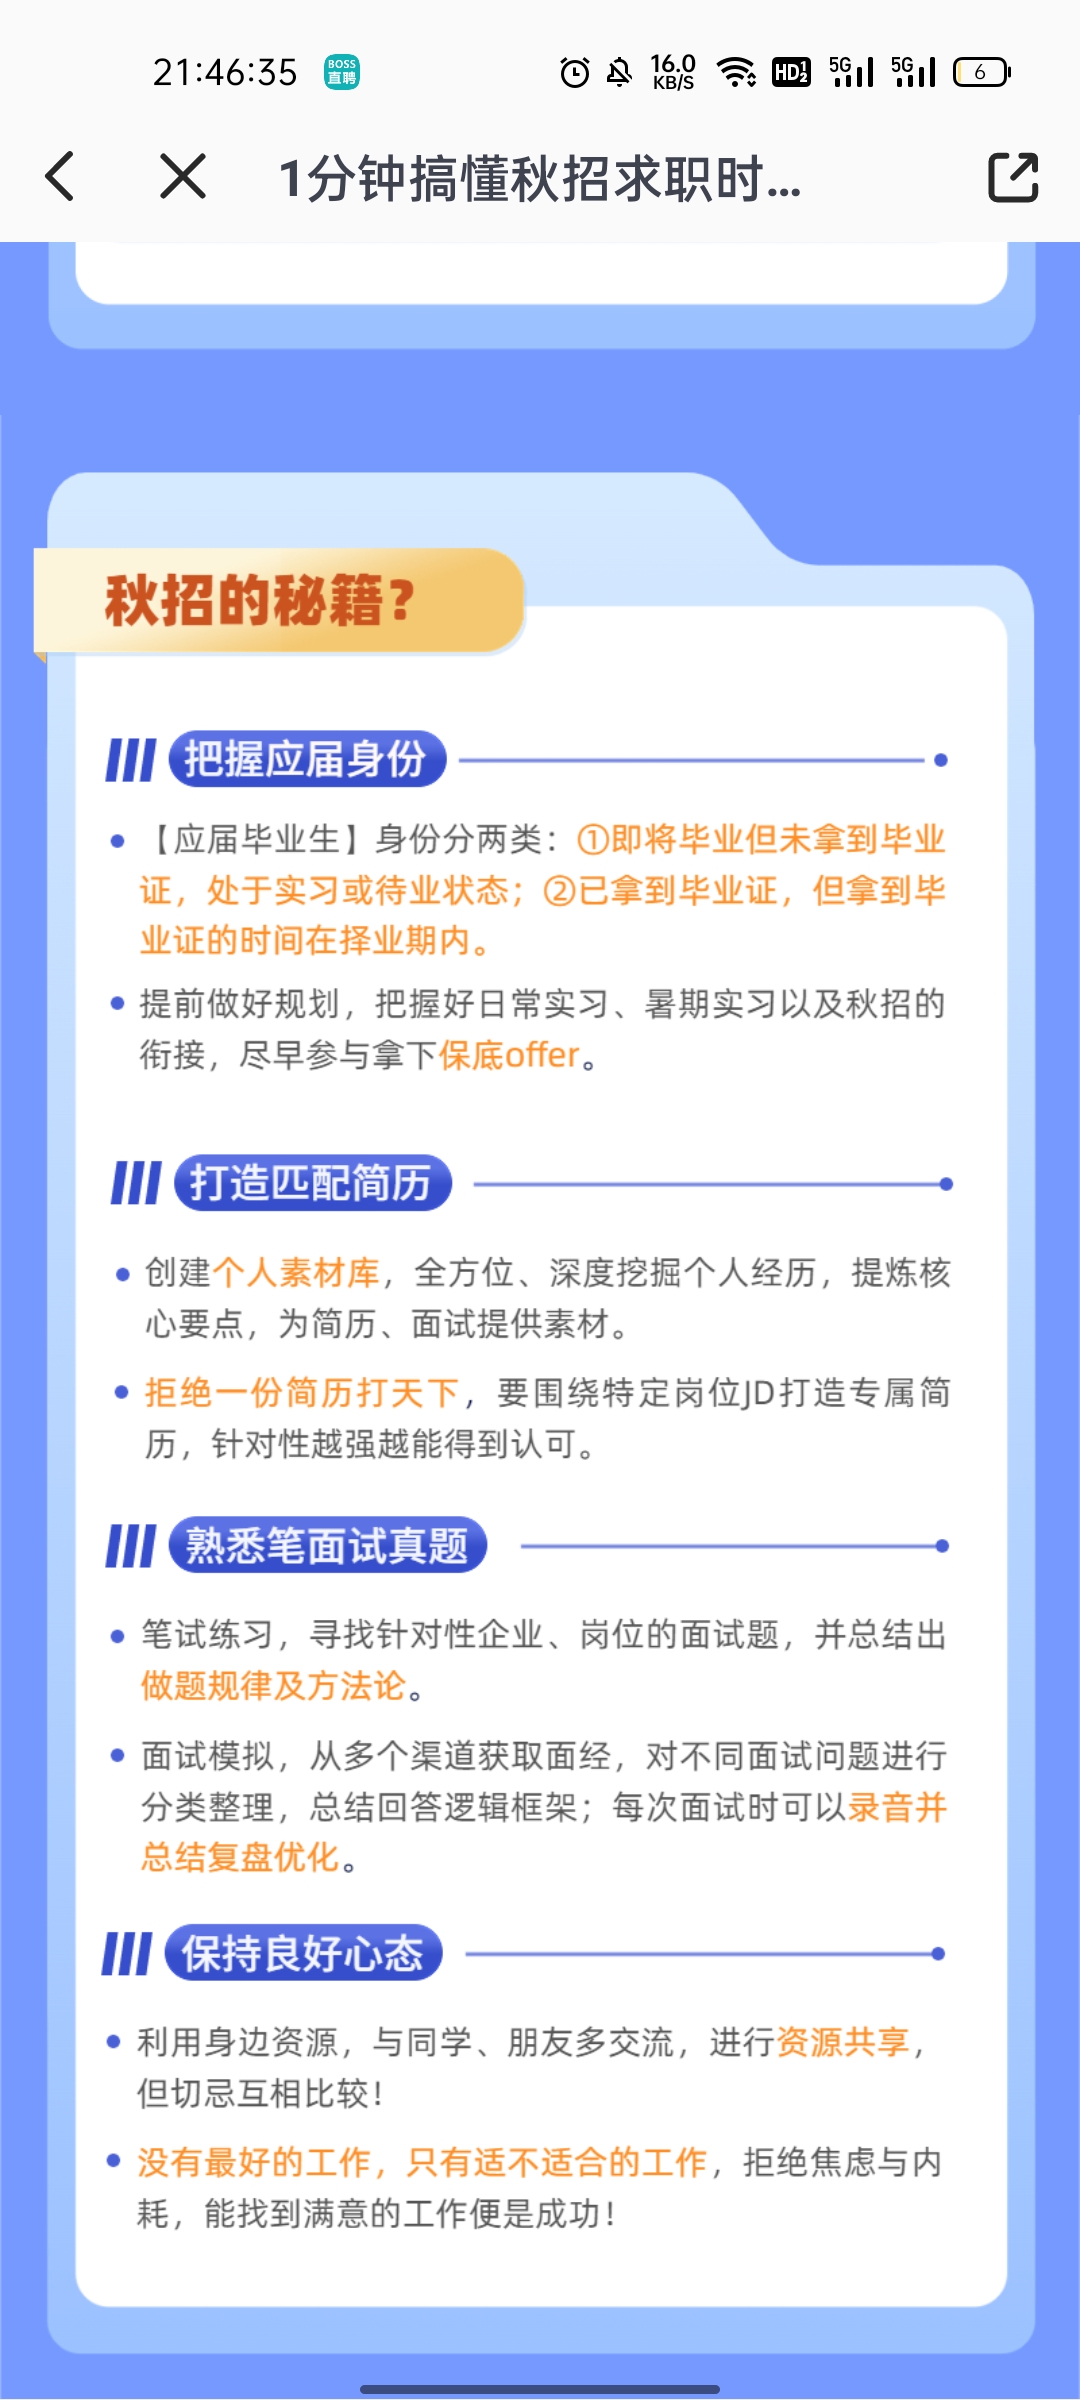 21:46:35
BOSS
直聘
16.0
KB/S
HD 1 2
5G
5G
6
1分钟搞懂秋招求职时...
秋招的秘籍?
把握应届身份
【应届毕业生】身份分两类：①即将毕业但未拿到毕业
证，处于实习或待业状态；②已拿到毕业证，但拿到毕
业证的时间在择业期内。
提前做好规划，把握好日常实习、暑期实习以及秋招的
衔接，尽早参与拿下保底offer。
打造匹配简历
创建个人素材库，全方位、深度挖掘个人经历，提炼核
心要点，为简历、面试提供素材。
拒绝一份简历打天下，要围绕特定岗位JD打造专属简
历，针对性越强越能得到认可。
熟悉笔面试真题
笔试练习，寻找针对性企业、岗位的面试题，并总结出
做题规律及方法论。
面试模拟，从多个渠道获取面经，对不同面试问题进行
分类整理，总结回答逻辑框架；每次面试时可以录音并
总结复盘优化。
保持良好心态
利用身边资源，与同学、朋友多交流，进行资源共享，
但切忌互相比较！
没有最好的工作，只有适不适合的工作，拒绝焦虑与内
耗，能找到满意的工作便是成功！